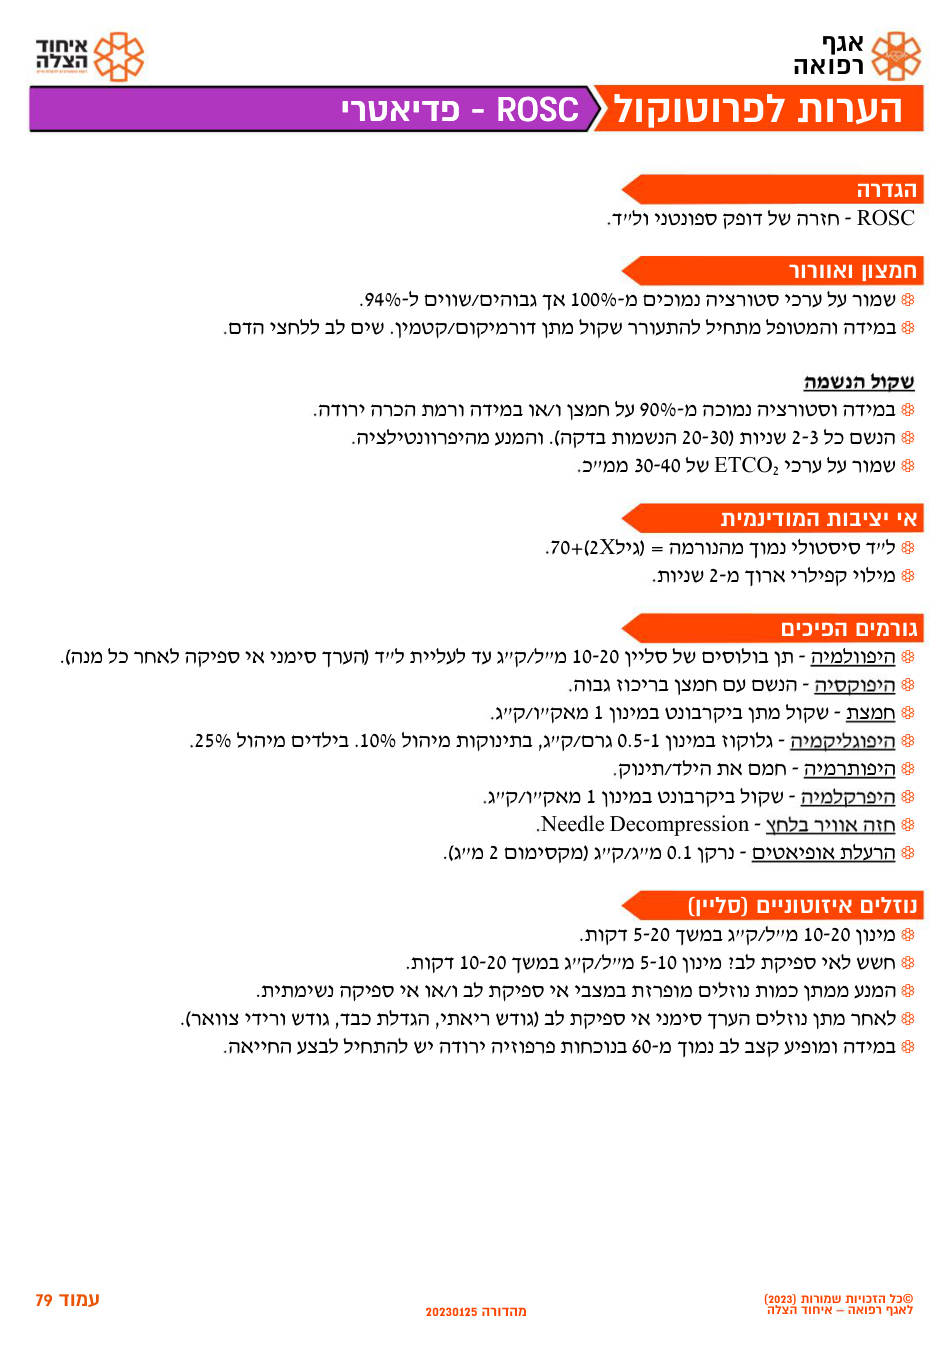 אגף
רפואה
איחוד
הצלה
הערות לפרוטוקול
ROSC - פדיאטרי
הגדרה
ROSC - חזרה של דופק ספונטני ול"ד.
חמצון ואוורור
שמור על ערכי סטורציה נמוכים מ-100% אך גבוהים/שווים ל-94%.
במידה והמטופל מתחיל להתעורר שקול מתן דורמיקום/קטמין. שים לב ללחצי הדם.
שקול הנשמה
במידה וסטורציה נמוכה מ-90% על חמצן ו/או במידה ורמת הכרה ירודה.
הנשם כל 2-3 שניות (20-30 הנשמות בדקה). והמנע מהיפרוונטילציה.
שמור על ערכי ETCO₂ של 30-40 ממ"כ.
אי יציבות המודינמית
ל"ד סיסטולי נמוך מהנורמה = (גילX2)+70.
מילוי קפילרי ארוך מ-2 שניות.
גורמים הפיכים
היפוולמיה - תן בולוסים של סליין 10-20 מ"ל/ק"ג עד לעליית ל"ד (הערך סימני אי ספיקה לאחר כל מנה).
היפוקסיה - הנשם עם חמצן בריכוז גבוה.
חמצת - שקול מתן ביקרבונט במינון 1 מאק"ו/ק"ג.
היפוגליקמיה - גלוקוז במינון 0.5-1 גרם/ק"ג, בתינוקות מיהול 10%. בילדים מיהול 25%.
היפותרמיה - חמם את הילד/תינוק.
היפרקלמיה - שקול ביקרבונט במינון 1 מאק"ו/ק"ג.
חזה אוויר בלחץ - Needle Decompression.
הרעלת אופיאטים - נרקן 0.1 מ"ג/ק"ג (מקסימום 2 מ"ג).
נוזלים איזוטוניים (סליין)
מינון 10-20 מ"ל/ק"ג במשך 5-20 דקות.
חשש לאי ספיקת לב? מינון 5-10 מ"ל/ק"ג במשך 10-20 דקות.
המנע ממתן כמות נוזלים מופרזת במצבי אי ספיקת לב ו/או אי ספיקה נשימתית.
לאחר מתן נוזלים הערך סימני אי ספיקת לב (גודש ריאתי, הגדלת כבד, גודש ורידי צוואר).
במידה ומופיע קצב לב נמוך מ-60 בנוכחות פרפוזיה ירודה יש להתחיל לבצע החייאה.
©כל הזכויות שמורות (2023)
לאגף רפואה – איחוד הצלה
מהדורה 20230125
עמוד 79